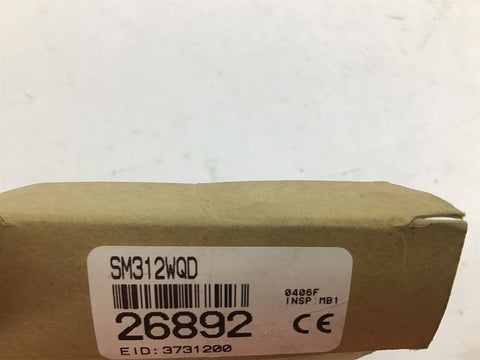 SM312WQD
0406F
INSP:MB1
26892 CE
EID:3731200